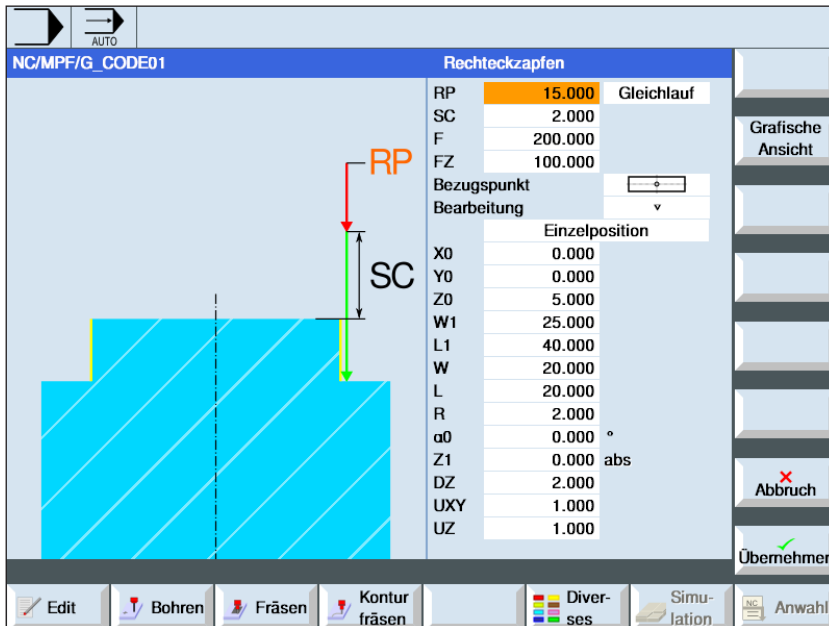 AUTO
NC/MPF/G_CODE01
Rechteckzapfen
RP 15.000 Gleichlauf
SC 2.000
F 200.000
FZ 100.000
Bezugspunkt
Bearbeitung ▿
Einzelposition
X0 0.000
Y0 0.000
Z0 5.000
W1 25.000
L1 40.000
W 20.000
L 20.000
R 2.000
α0 0.000 °
Z1 0.000 abs
DZ 2.000
UXY 1.000
UZ 1.000
RP
SC
Grafische
Ansicht
Abbruch
Übernehmen
Edit
Bohren
Fräsen
Kontur
fräsen
Diver-
ses
Simu-
lation
NC
Anwahl